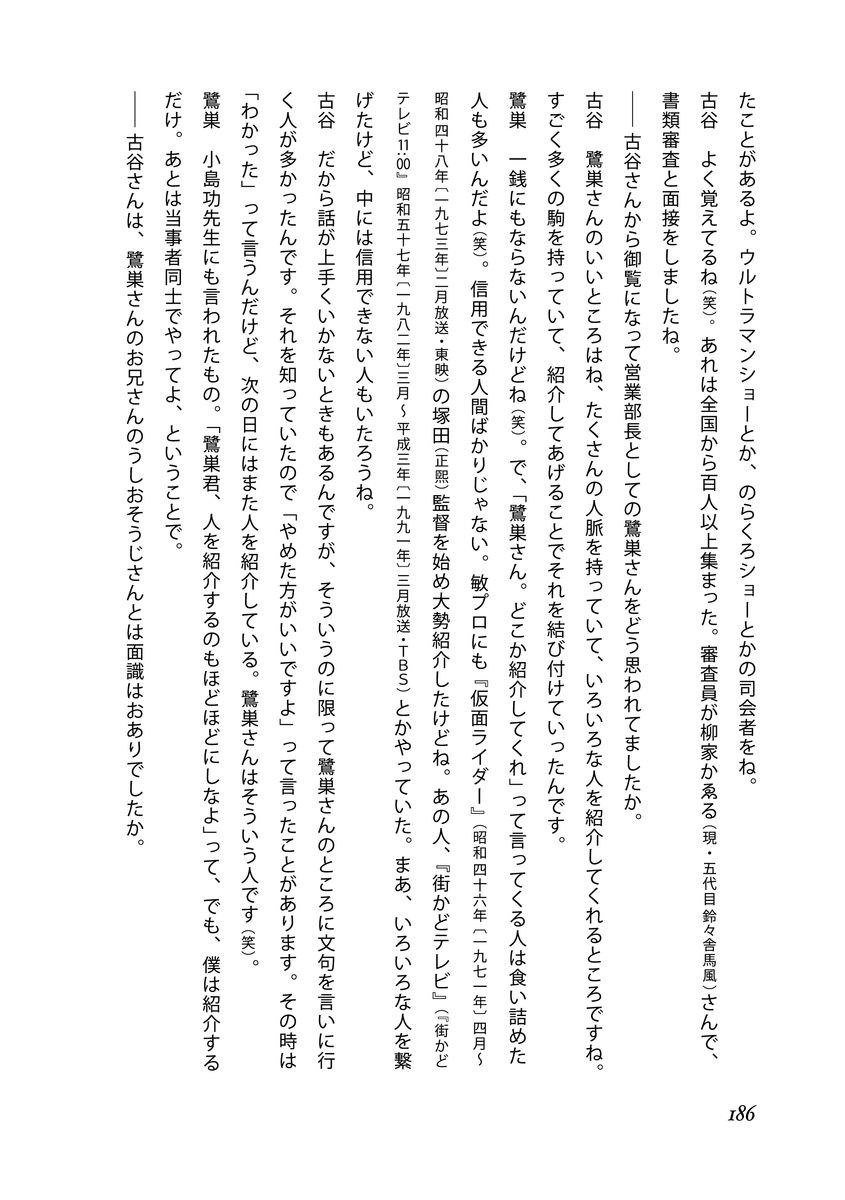 たことがあるよ。ウルトラマンショーとか、のらくろショーとかの司会者をね。
古谷　よく覚えてるね（笑）。あれは全国から百人以上集まった。審査員が柳家かゑる（現・五代目 鈴々舎馬風）さんで、
書類審査と面接をしましたね。
――古谷さんから御覧になって営業部長としての鷺巣さんをどう思われてましたか。
古谷　鷺巣さんのいいところはね、たくさんの人脈を持っていて、いろいろな人を紹介してくれるところですね。
すごく多くの駒を持っていて、紹介してあげることでそれを結び付けていったんです。
鷺巣　一銭にもならないんだけどね（笑）。で、「鷺巣さん。どこか紹介してくれ」って言ってくる人は食い詰めた
人も多いんだよ（笑）。信用できる人間ばかりじゃない。敏プロにも『仮面ライダー』（昭和四十六年〔一九七一年〕四月～
昭和四十八年〔一九七三年〕二月放送・東映）の塚田（正煕）監督を始め大勢紹介したけどね。あの人、『街かどテレビ』（『街かど
テレビ11:00』昭和五十七年〔一九八二年〕三月～平成三年〔一九九一年〕三月放送・TBS）とかやっていた。まあ、いろいろな人を繋
げたけど、中には信用できない人もいたろうね。
古谷　だから話が上手くいかないときもあるんですが、そういうのに限って鷺巣さんのところに文句を言いに行
く人が多かったんです。それを知っていたので「やめた方がいいですよ」って言ったことがあります。その時は
「わかった」って言うんだけど、次の日にはまた人を紹介している。鷺巣さんはそういう人です（笑）。
鷺巣　小島功先生にも言われたもの。「鷺巣君、人を紹介するのもほどほどにしなよ」って、でも、僕は紹介する
だけ。あとは当事者同士でやってよ、ということで。
――古谷さんは、鷺巣さんのお兄さんのうしおそうじさんとは面識はおありでしたか。
186